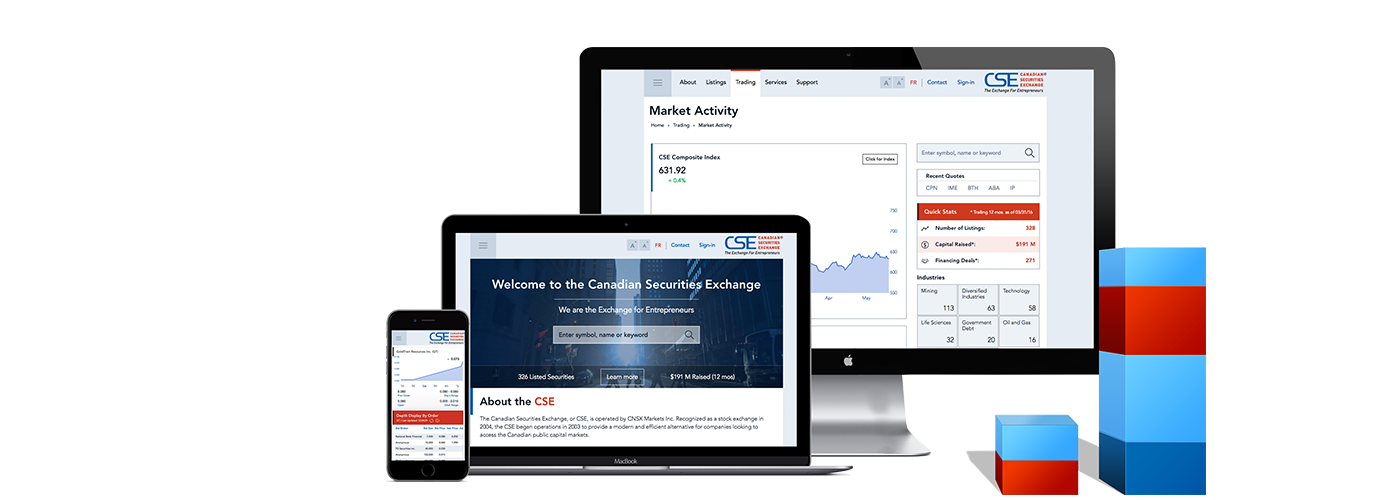 About Listings Trading Services Support A+ A- FR Contact Sign-in
CSE CANADIAN SECURITIES EXCHANGE
The Exchange For Entrepreneurs
Market Activity
Home Trading Market Activity
CSE Composite Index
Click for Index
631.92
+ 0.4%
750
700
650
600
550
Apr May
Enter symbol, name or keyword
Recent Quotes
CPN IME BTH ABA IP
Quick Stats * Trailing 12 mos. as of 03/31/16
Number of Listings: 328
Capital Raised*: $191 M
Financing Deals*: 271
Industries
Mining 113
Diversified Industries 63
Technology 58
Life Sciences 32
Government Debt 20
Oil and Gas 16
FR Contact Sign-in
CSE CANADIAN SECURITIES EXCHANGE
The Exchange For Entrepreneurs
Welcome to the Canadian Securities Exchange
We are the Exchange for Entrepreneurs
Enter symbol, name or keyword
326 Listed Securities Learn more $191 M Raised (12 mos)
About the CSE
The Canadian Securities Exchange, or CSE, is operated by CNSX Markets Inc. Recognized as a stock exchange in
2004, the CSE began operations in 2003 to provide a modern and efficient alternative for companies looking to
access the Canadian public capital markets.
MacBook
CSE CANADIAN SECURITIES EXCHANGE
The Exchange For Entrepreneurs
Depth Display By Order